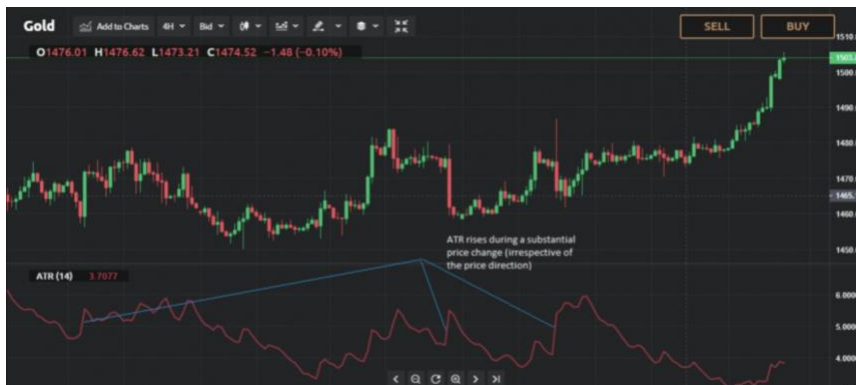 Gold
Add to Charts
4H
Bid
SELL
BUY
O1476.01 H1476.62 L1473.21 C1474.52 −1.48 (−0.10%)
1510.
1503.
1500.
1490.
1480.
1470.
1465.
1460.
1450.
ATR rises during a substantial
price change (irrespective of
the price direction)
ATR (14) 3.7077
6.0000
5.0000
4.0000